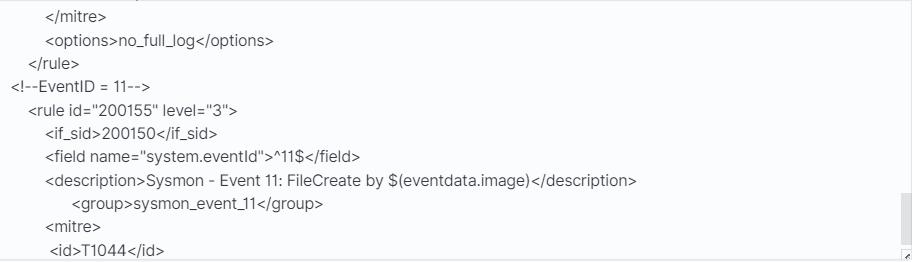 </mitre>
<options>no_full_log</options>
</rule>
<!--EventID = 11-->
<rule id="200155" level="3">
<if_sid>200150</if_sid>
<field name="system.eventId">^11$</field>
<description>Sysmon - Event 11: FileCreate by $(eventdata.image)</description>
<group>sysmon_event_11</group>
<mitre>
<id>T1044</id>